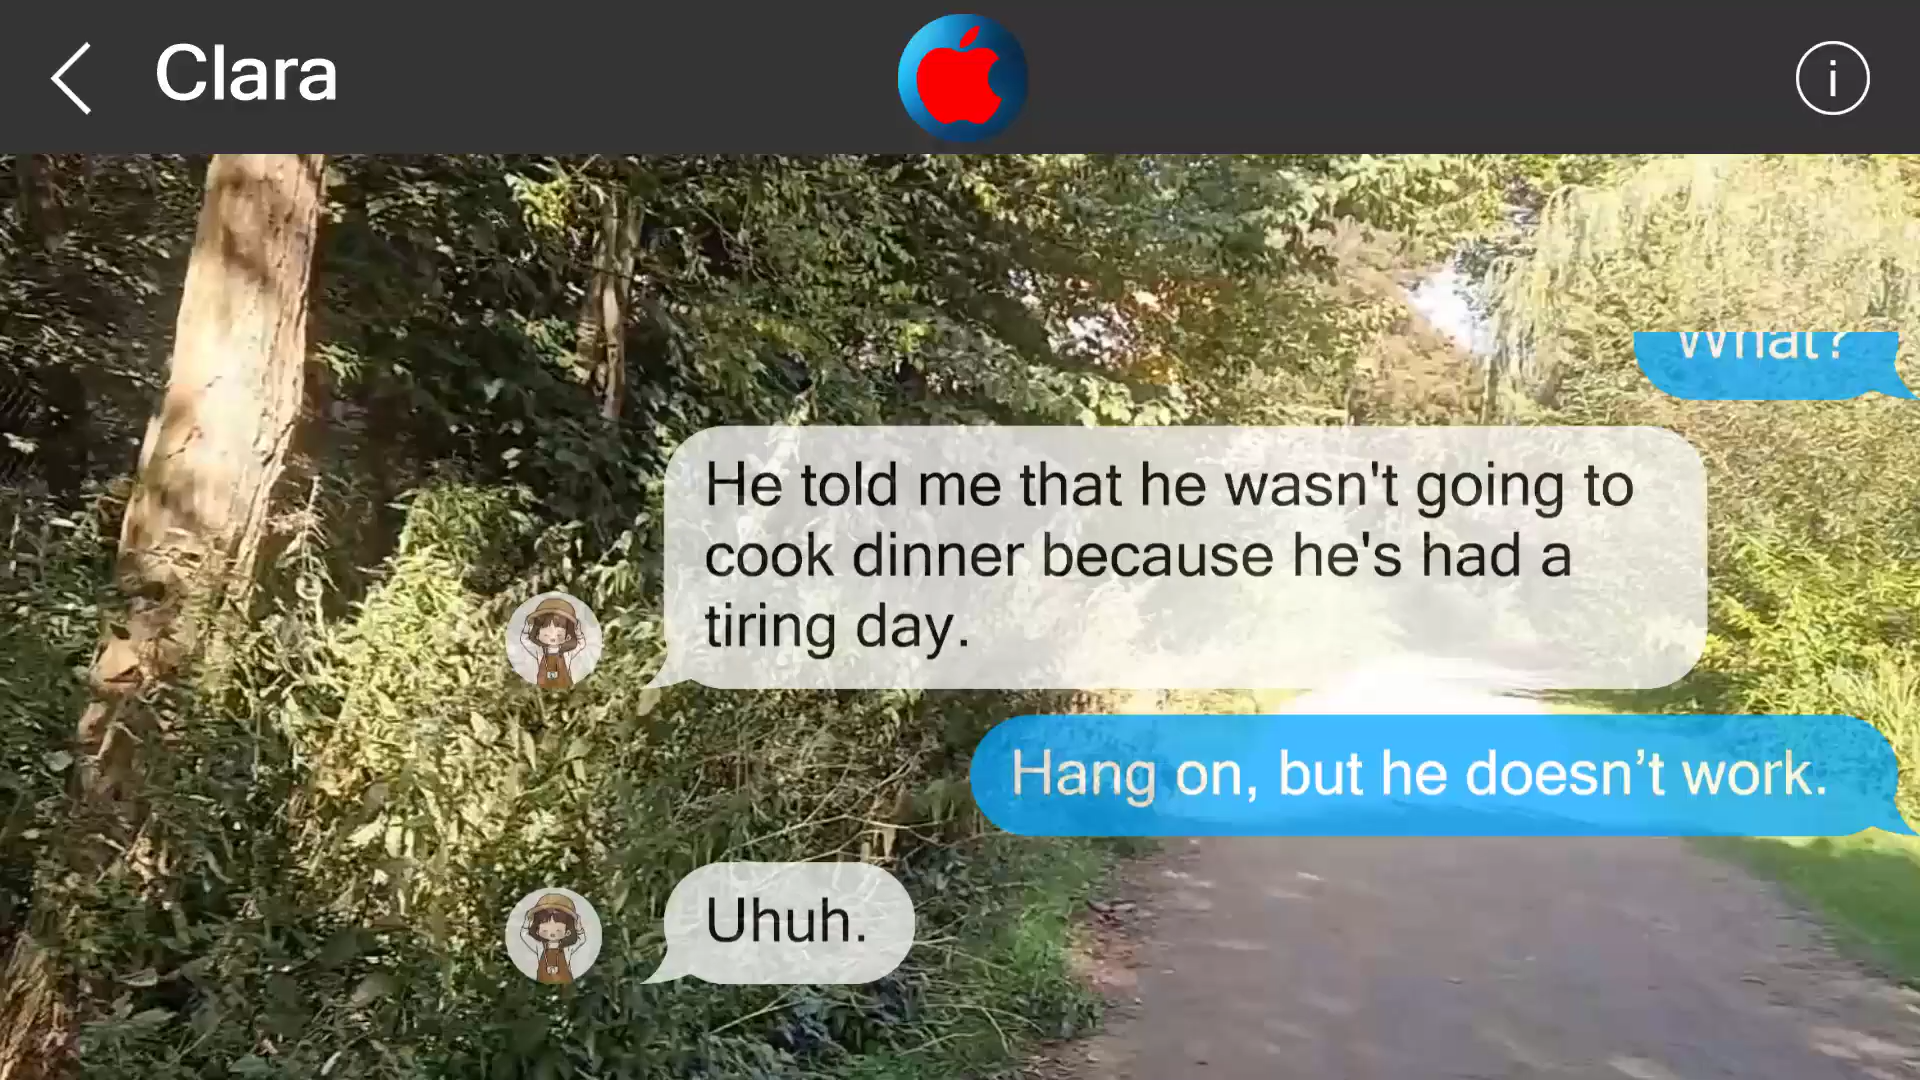 Clara
i
What?
He told me that he wasn't going to
cook dinner because he's had a
tiring day.
Hang on, but he doesn’t work.
Uhuh.